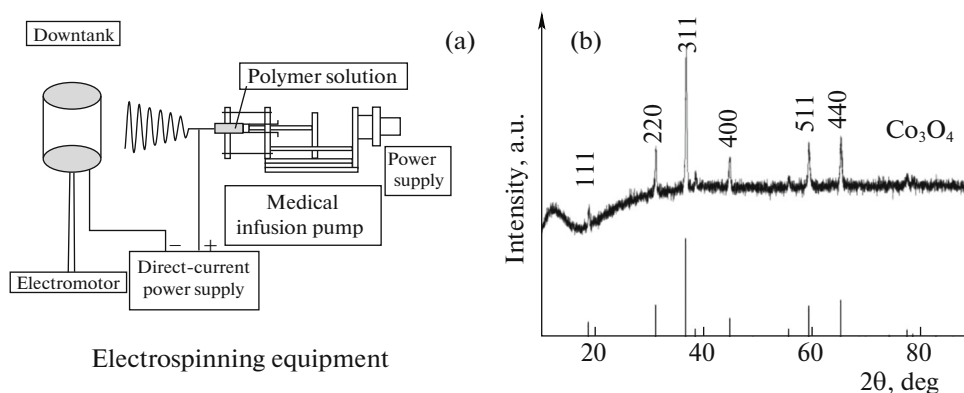 Downtank
(a)
Polymer solution
Power
supply
Medical
infusion pump
− +
Direct-current
power supply
Electromotor
Electrospinning equipment
(b)
Intensity, a.u.
111
220
311
400
511
440
Co₃O₄
20
40
60
80
2θ, deg